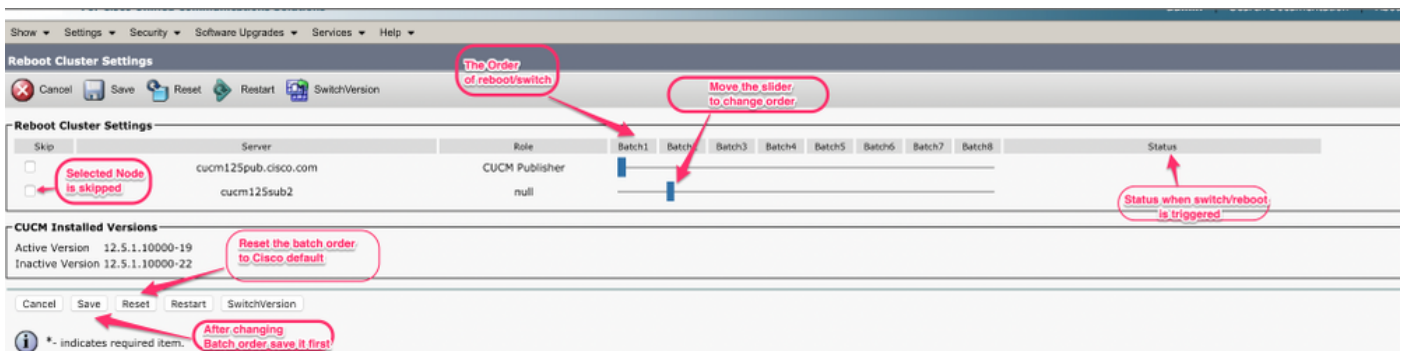 Show Settings Security Software Upgrades Services Help
Reboot Cluster Settings
Cancel Save Reset Restart SwitchVersion
The Order
of reboot/switch
Move the slider
to change order
Reboot Cluster Settings
Skip Server Role Batch1 Batch3 Batch4 Batch5 Batch6 Batch7 Batch8 Status
cucm125pub.cisco.com CUCM Publisher
Selected Node
is skipped
cucm125sub2 null
Status when switch/reboot
is triggered
CUCM Installed Versions
Active Version 12.5.1.10000-19
Inactive Version 12.5.1.10000-22
Reset the batch order
to Cisco default
Cancel Save Reset Restart SwitchVersion
After changing
Batch order save it first
*- indicates required item.